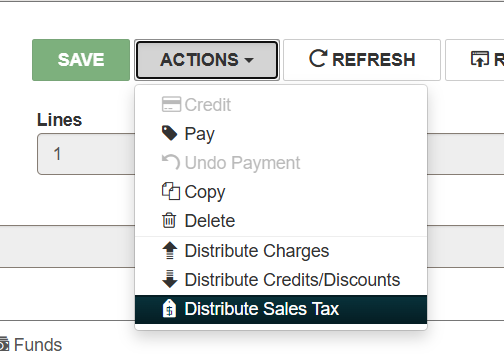 SAVE
ACTIONS
REFRESH
R
Lines
1
Credit
Pay
Undo Payment
Copy
Delete
Distribute Charges
Distribute Credits/Discounts
Distribute Sales Tax
Funds